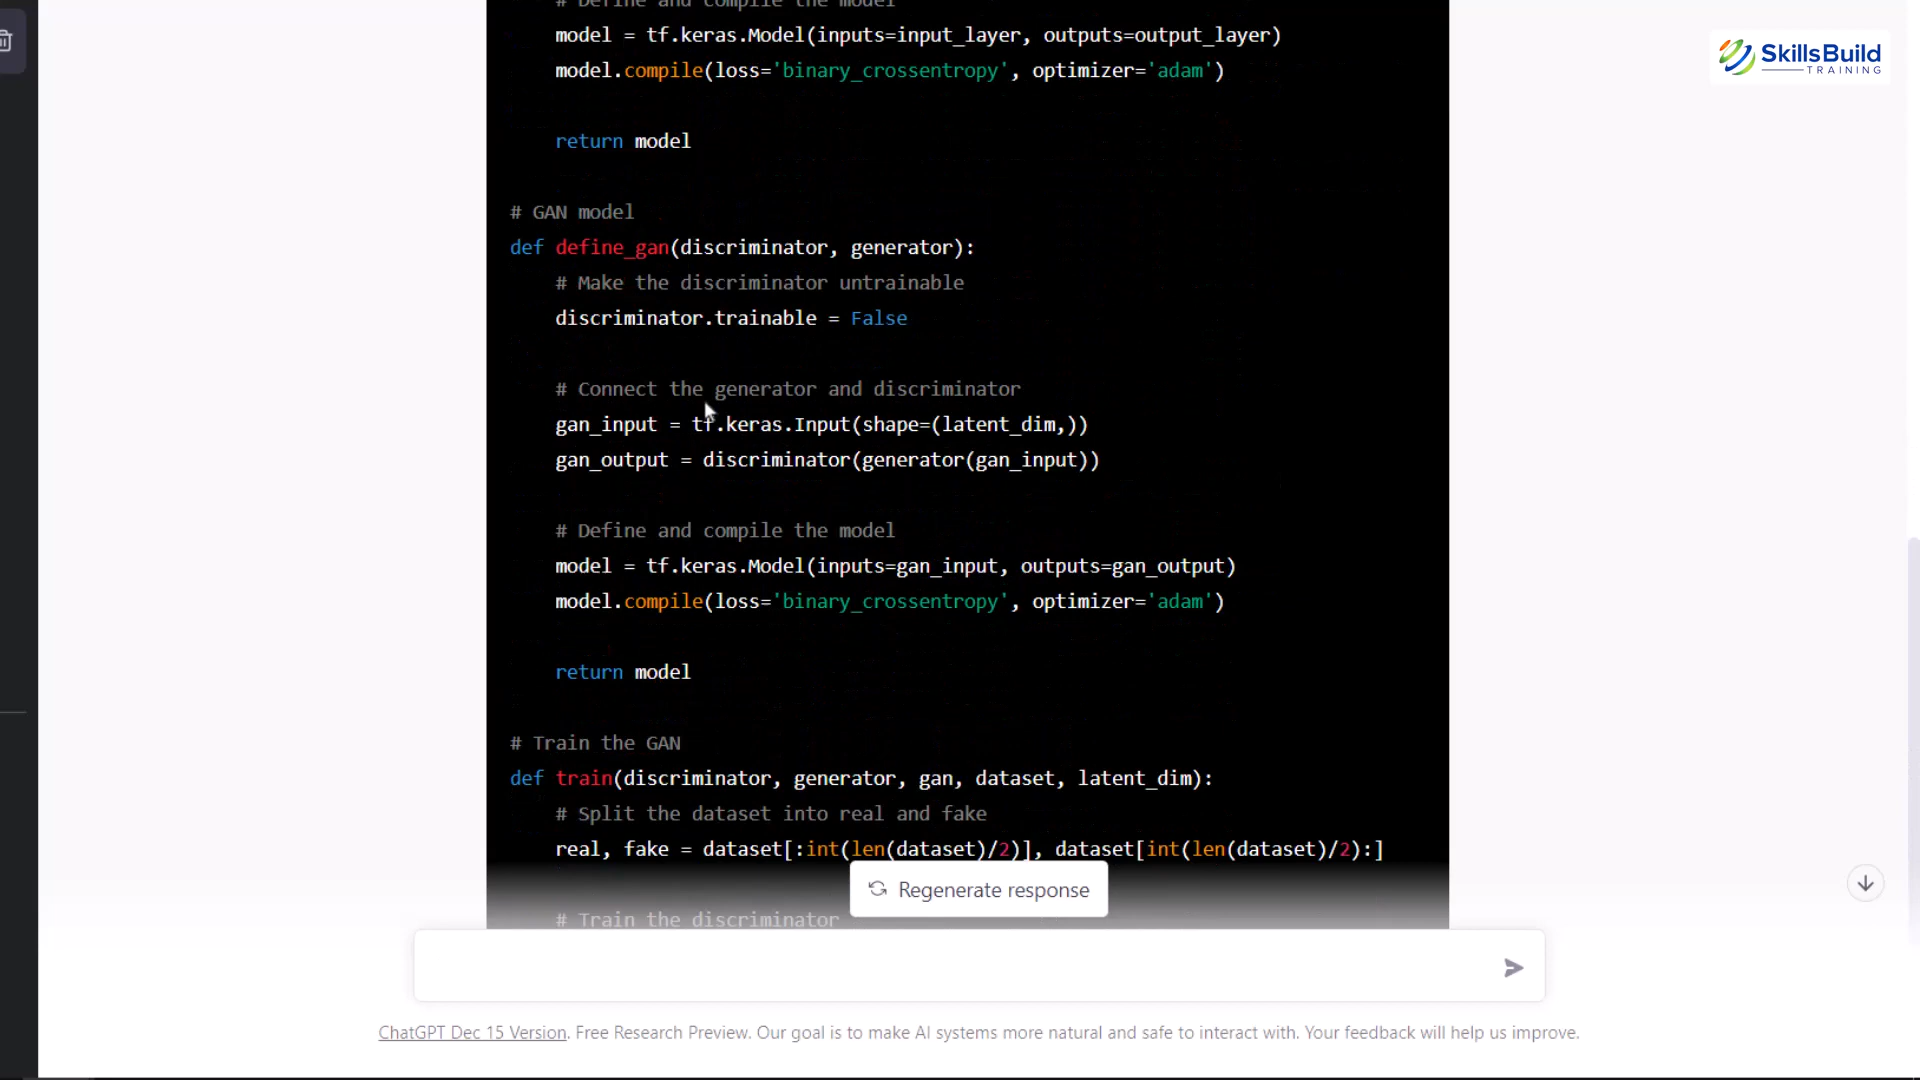 # Define and compile the model
model = tf.keras.Model(inputs=input_layer, outputs=output_layer)
model.compile(loss='binary_crossentropy', optimizer='adam')
return model
# GAN model
def define_gan(discriminator, generator):
# Make the discriminator untrainable
discriminator.trainable = False
# Connect the generator and discriminator
gan_input = tf.keras.Input(shape=(latent_dim,))
gan_output = discriminator(generator(gan_input))
# Define and compile the model
model = tf.keras.Model(inputs=gan_input, outputs=gan_output)
model.compile(loss='binary_crossentropy', optimizer='adam')
return model
# Train the GAN
def train(discriminator, generator, gan, dataset, latent_dim):
# Split the dataset into real and fake
real, fake = dataset[:int(len(dataset)/2)], dataset[int(len(dataset)/2):]
# Train the discriminator
Regenerate response
ChatGPT Dec 15 Version. Free Research Preview. Our goal is to make AI systems more natural and safe to interact with. Your feedback will help us improve.
SkillsBuild
TRAINING